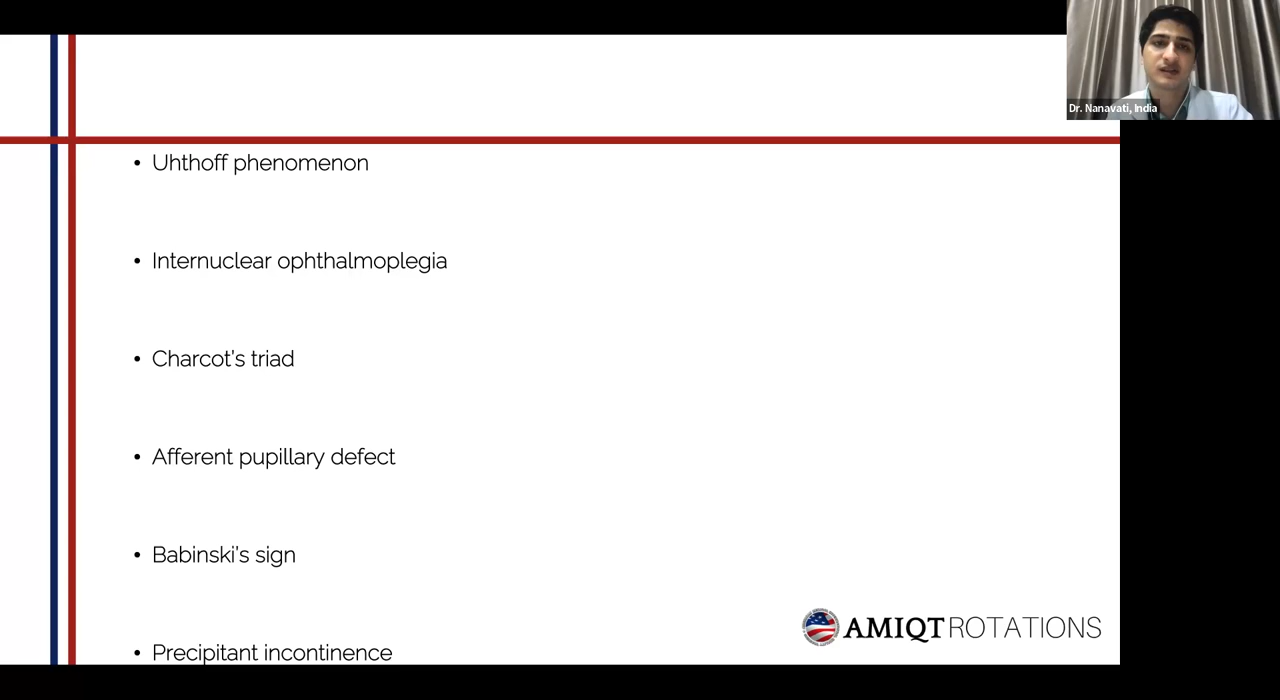 Dr. Nanavati, India
• Uhthoff phenomenon
• Internuclear ophthalmoplegia
• Charcot's triad
• Afferent pupillary defect
• Babinski's sign
• Precipitant incontinence
AMIQT ROTATIONS